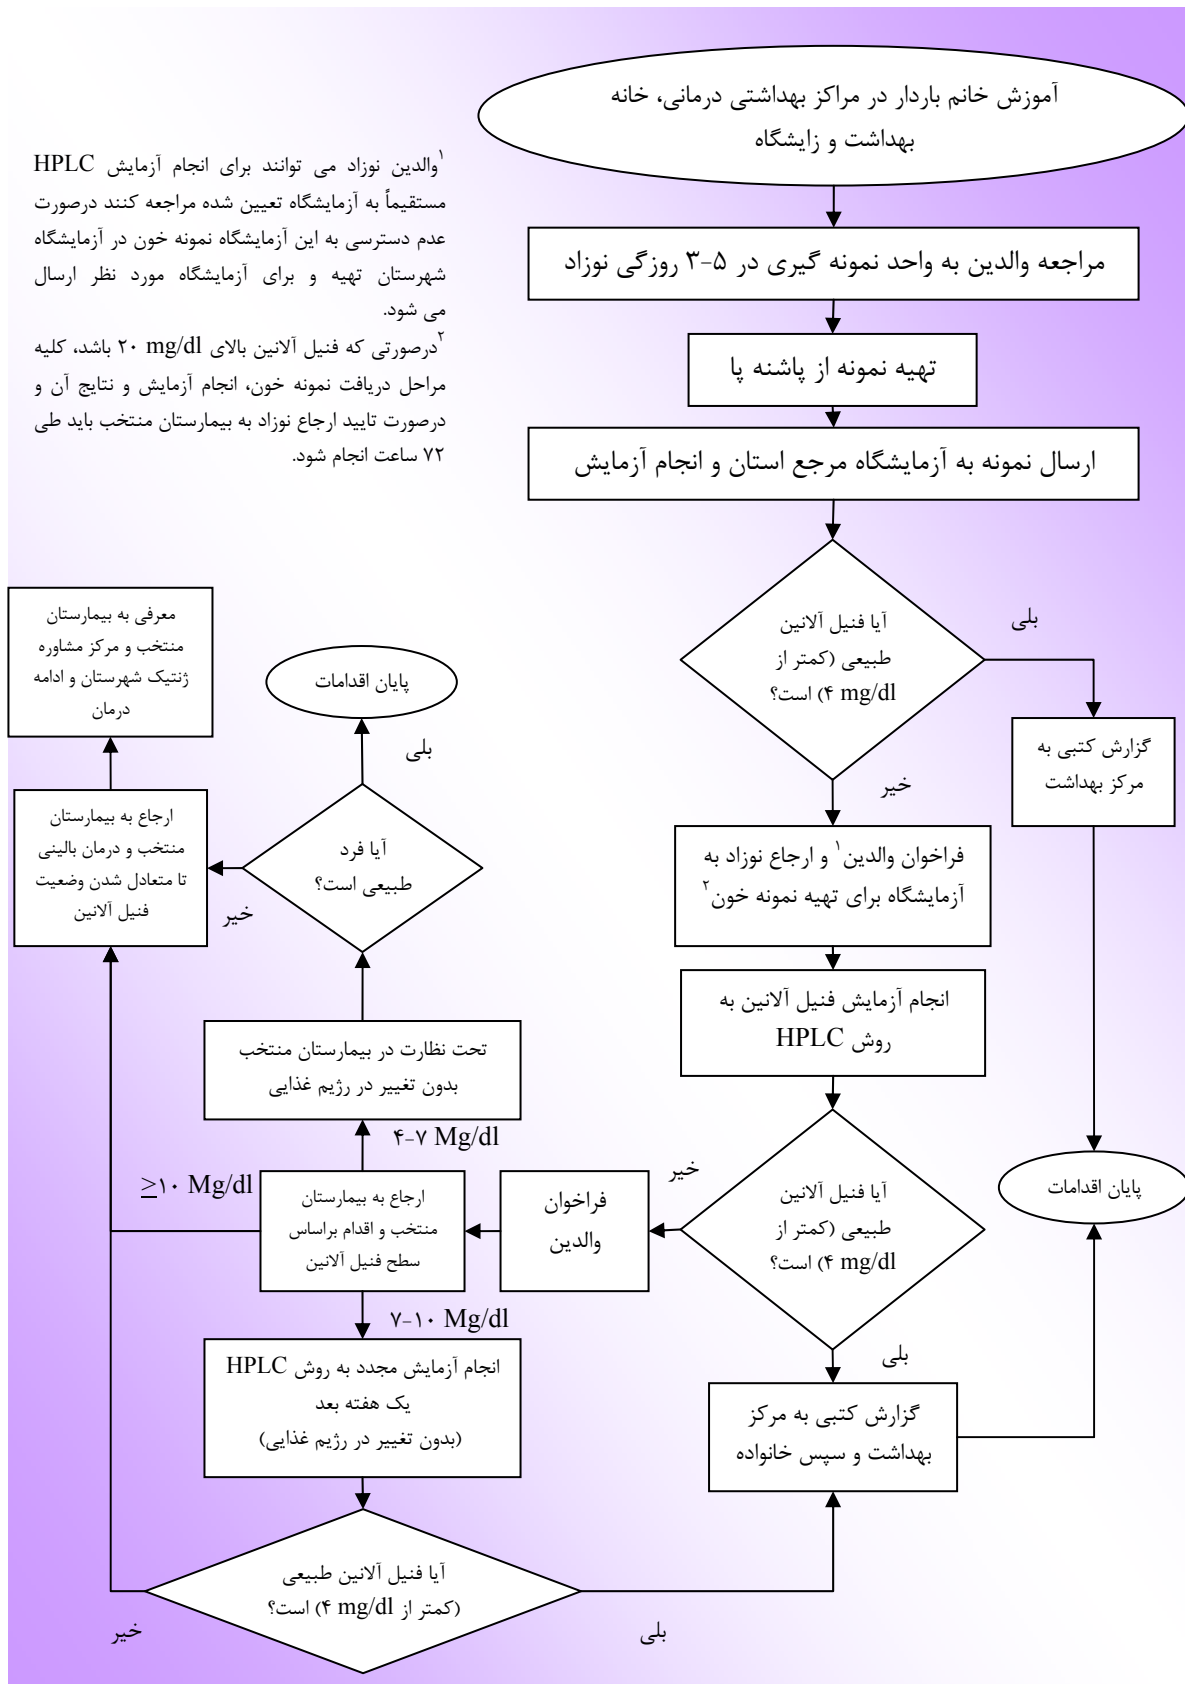 آموزش خانم باردار در مراکز بهداشتی درمانی، خانه
بهداشت و زایشگاه
مراجعه والدین به واحد نمونه گیری در ۵-۳ روزگی نوزاد
تهیه نمونه از پاشنه پا
ارسال نمونه به آزمایشگاه مرجع استان و انجام آزمایش
۱والدین نوزاد می توانند برای انجام آزمایش HPLC
مستقیماً به آزمایشگاه تعیین شده مراجعه کنند درصورت
عدم دسترسی به این آزمایشگاه نمونه خون در آزمایشگاه
شهرستان تهیه و برای آزمایشگاه مورد نظر ارسال
می شود.
۲درصورتی که فنیل آلانین بالای ۲۰ mg/dl باشد، کلیه
مراحل دریافت نمونه خون، انجام آزمایش و نتایج آن و
درصورت تایید ارجاع نوزاد به بیمارستان منتخب باید طی
۷۲ ساعت انجام شود.
آیا فنیل آلانین
طبیعی (کمتر از
۴ mg/dl) است؟
بلی
گزارش کتبی به
مرکز بهداشت
خیر
فراخوان والدین۱ و ارجاع نوزاد به
آزمایشگاه برای تهیه نمونه خون۲
انجام آزمایش فنیل آلانین به
روش HPLC
آیا فنیل آلانین
طبیعی (کمتر از
۴ mg/dl) است؟
پایان اقدامات
بلی
گزارش کتبی به مرکز
بهداشت و سپس خانواده
خیر
فراخوان
والدین
ارجاع به بیمارستان
منتخب و اقدام براساس
سطح فنیل آلانین
۴-۷ Mg/dl
تحت نظارت در بیمارستان منتخب
بدون تغییر در رژیم غذایی
آیا فرد
طبیعی است؟
بلی
پایان اقدامات
خیر
ارجاع به بیمارستان
منتخب و درمان بالینی
تا متعادل شدن وضعیت
فنیل آلانین
معرفی به بیمارستان
منتخب و مرکز مشاوره
ژنتیک شهرستان و ادامه
درمان
≥۱۰ Mg/dl
۷-۱۰ Mg/dl
انجام آزمایش مجدد به روش HPLC
یک هفته بعد
(بدون تغییر در رژیم غذایی)
آیا فنیل آلانین طبیعی
(کمتر از ۴ mg/dl) است؟
بلی
خیر